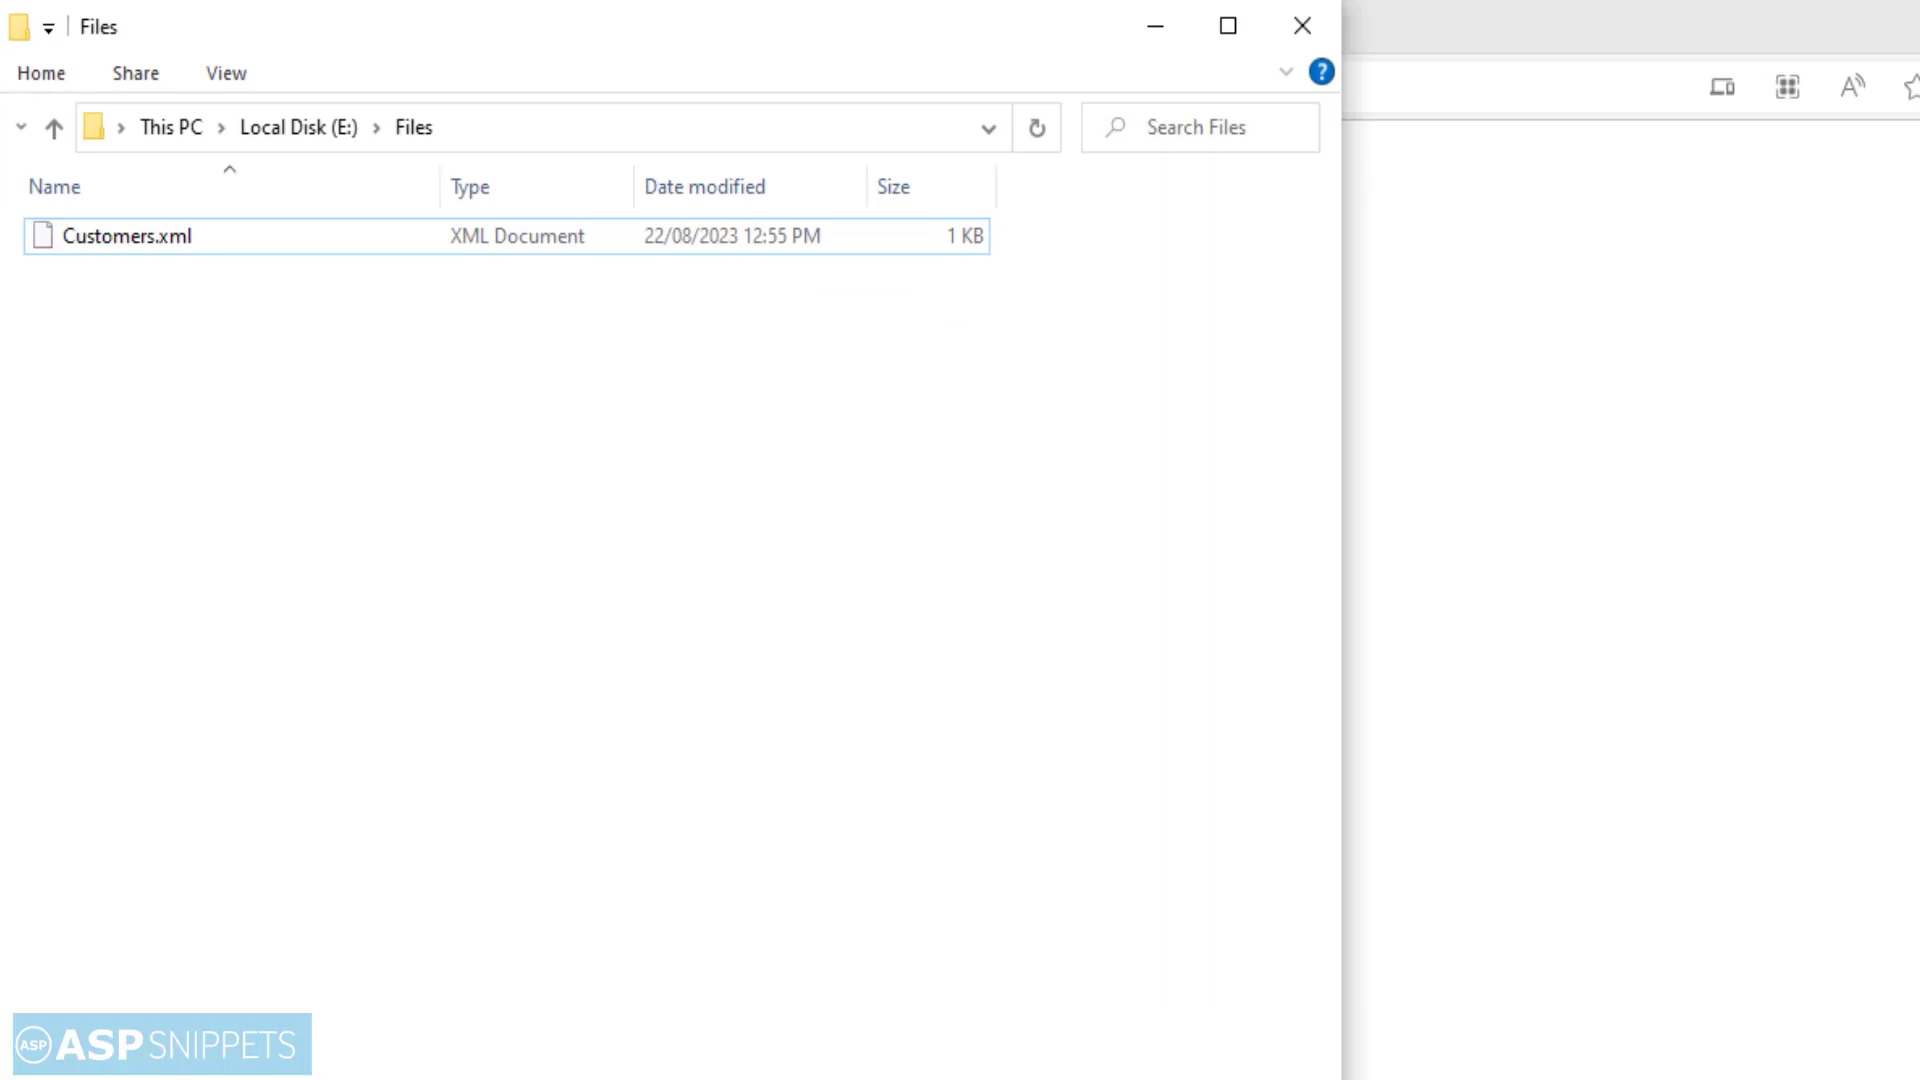 Files
Home Share View
?
This PC > Local Disk (E:) > Files
Search Files
Name Type Date modified Size
Customers.xml XML Document 22/08/2023 12:55 PM 1 KB
ASP ASPSNIPPETS